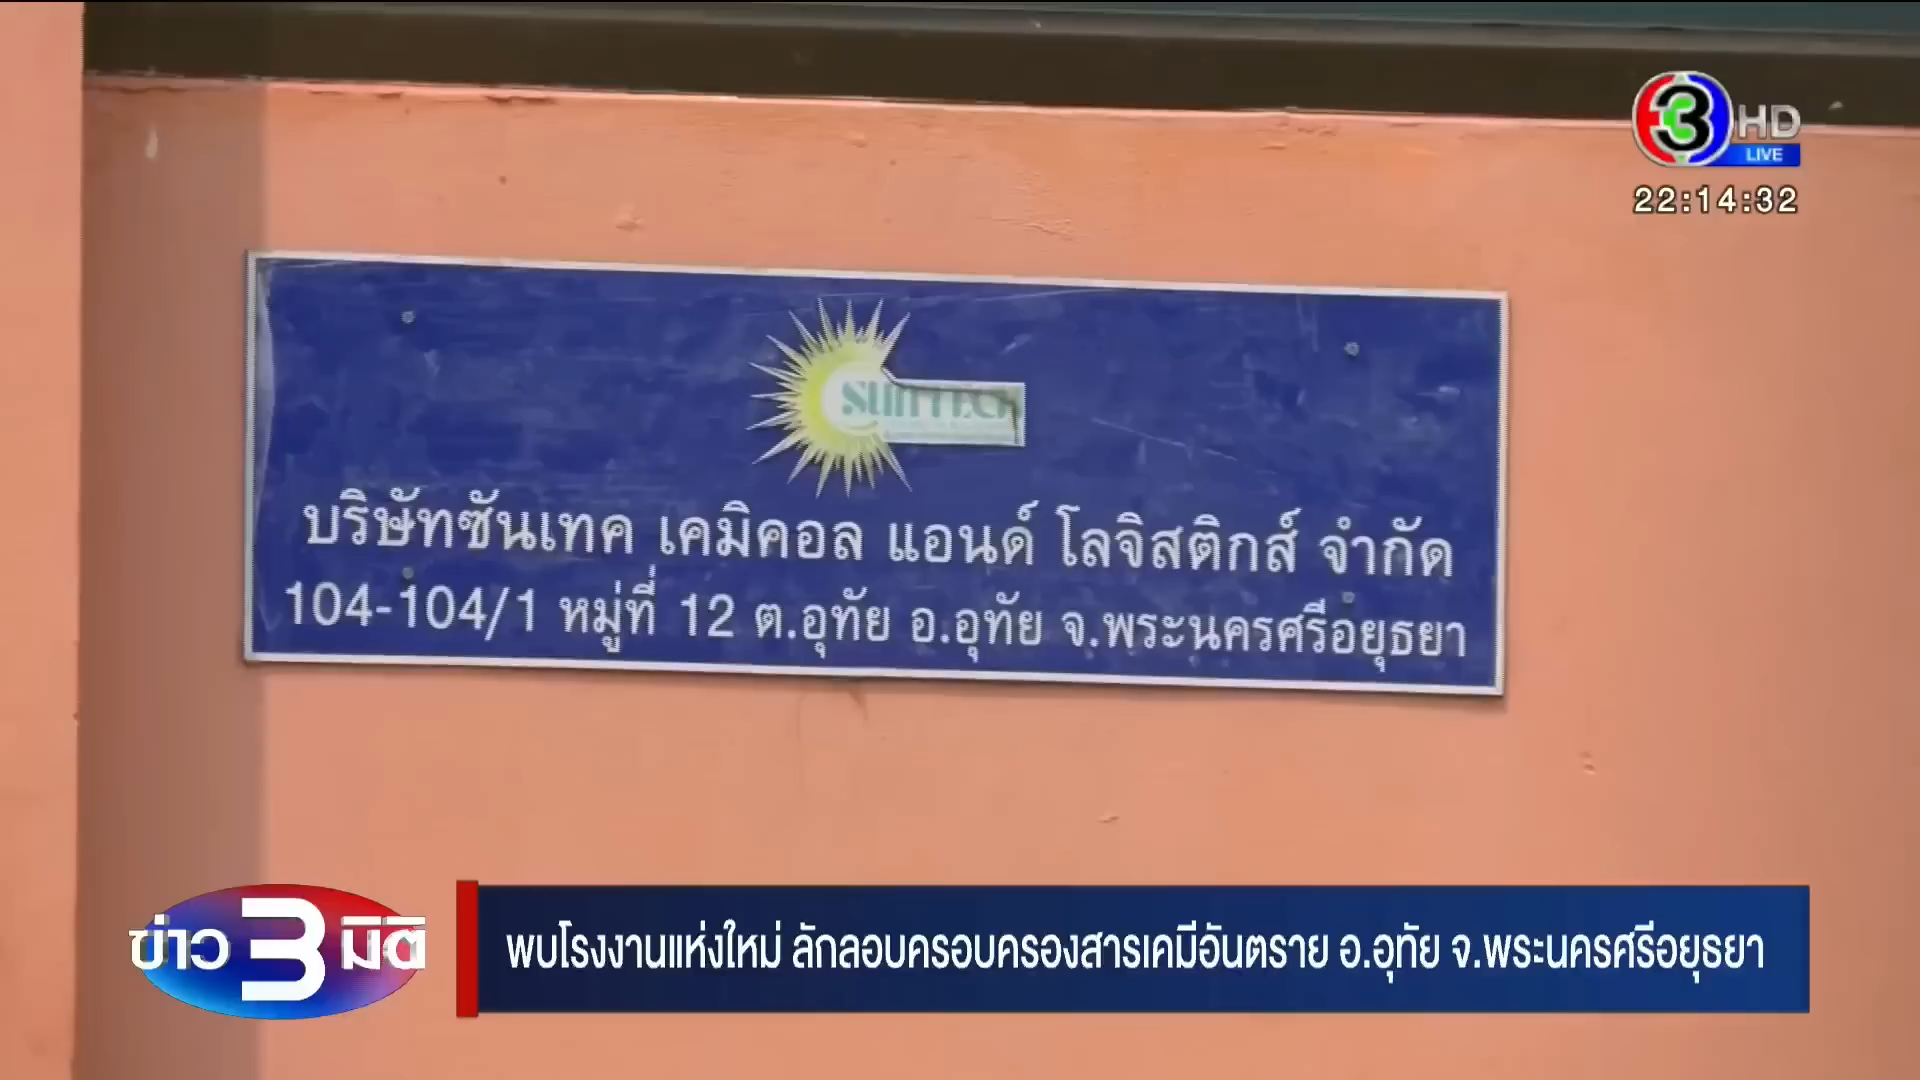 3 HD
LIVE
22:14:32
SUNTECH
บริษัทซันเทค เคมิคอล แอนด์ โลจิสติกส์ จำกัด
104-104/1 หมู่ที่ 12 ต.อุทัย อ.อุทัย จ.พระนครศรีอยุธยา
ข่าว 3 มิติ
พบโรงงานแห่งใหม่ ลักลอบครอบครองสารเคมีอันตราย อ.อุทัย จ.พระนครศรีอยุธยา